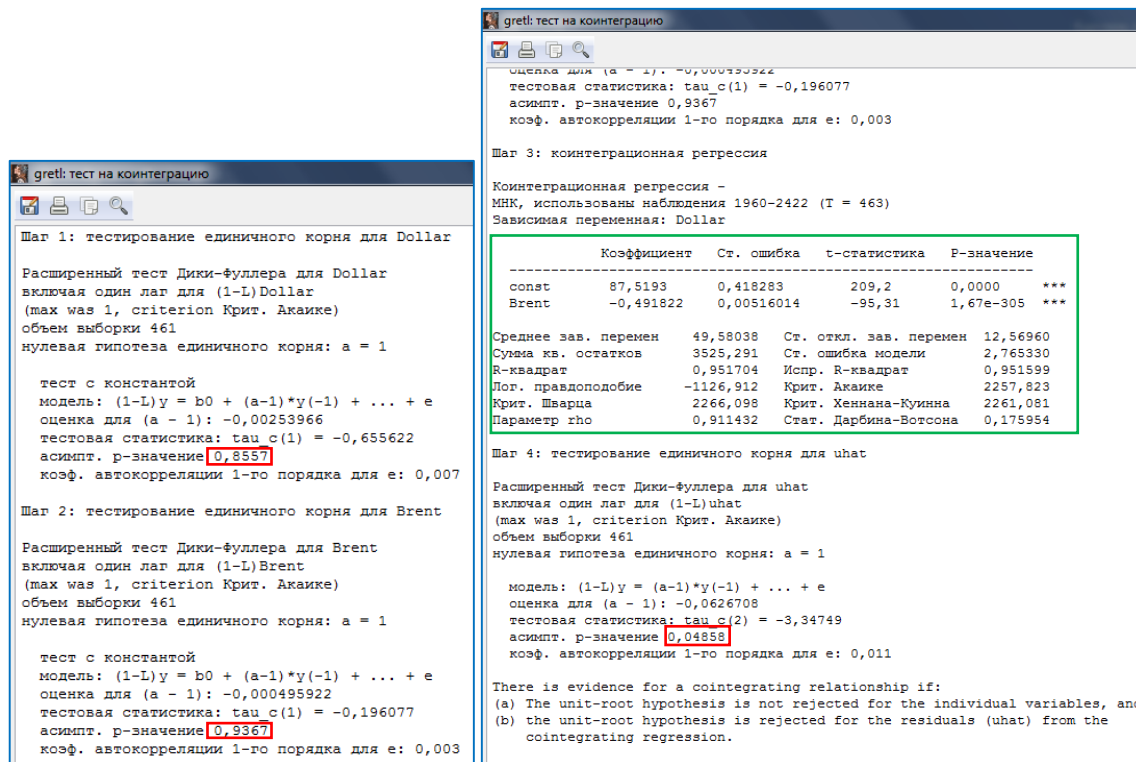 gretl: тест на коинтеграцию
Шаг 1: тестирование единичного корня для Dollar
Расширенный тест Дики-Фуллера для Dollar
включая один лаг для (1-L)Dollar
(max was 1, criterion Крит. Акаике)
объем выборки 461
нулевая гипотеза единичного корня: a = 1
тест с константой
модель: (1-L)y = b0 + (a-1)*y(-1) + ... + e
оценка для (a - 1): -0,00253966
тестовая статистика: tau_c(1) = -0,655622
асимпт. p-значение 0,8557
коэф. автокорреляции 1-го порядка для e: 0,007
Шаг 2: тестирование единичного корня для Brent
Расширенный тест Дики-Фуллера для Brent
включая один лаг для (1-L)Brent
(max was 1, criterion Крит. Акаике)
объем выборки 461
нулевая гипотеза единичного корня: a = 1
тест с константой
модель: (1-L)y = b0 + (a-1)*y(-1) + ... + e
оценка для (a - 1): -0,000495922
тестовая статистика: tau_c(1) = -0,196077
асимпт. p-значение 0,9367
коэф. автокорреляции 1-го порядка для e: 0,003
gretl: тест на коинтеграцию
оценка для (a - 1): -0,000495922
тестовая статистика: tau_c(1) = -0,196077
асимпт. p-значение 0,9367
коэф. автокорреляции 1-го порядка для e: 0,003
Шаг 3: коинтеграционная регрессия
Коинтеграционная регрессия -
МНК, использованы наблюдения 1960-2422 (T = 463)
Зависимая переменная: Dollar
Коэффициент Ст. ошибка t-статистика P-значение
const 87,5193 0,418283 209,2 0,0000 ***
Brent -0,491822 0,00516014 -95,31 1,67e-305 ***
Среднее зав. перемен 49,58038 Ст. откл. зав. перемен 12,56960
Сумма кв. остатков 3525,291 Ст. ошибка модели 2,765330
R-квадрат 0,951704 Испр. R-квадрат 0,951599
Лог. правдоподобие -1126,912 Крит. Акаике 2257,823
Крит. Шварца 2266,098 Крит. Хеннана-Куинна 2261,081
Параметр rho 0,911432 Стат. Дарбина-Вотсона 0,175954
Шаг 4: тестирование единичного корня для uhat
Расширенный тест Дики-Фуллера для uhat
включая один лаг для (1-L)uhat
(max was 1, criterion Крит. Акаике)
объем выборки 461
нулевая гипотеза единичного корня: a = 1
модель: (1-L)y = (a-1)*y(-1) + ... + e
оценка для (a - 1): -0,0626708
тестовая статистика: tau_c(2) = -3,34749
асимпт. p-значение 0,04858
коэф. автокорреляции 1-го порядка для e: 0,011
There is evidence for a cointegrating relationship if:
(a) The unit-root hypothesis is not rejected for the individual variables, and
(b) the unit-root hypothesis is rejected for the residuals (uhat) from the
cointegrating regression.